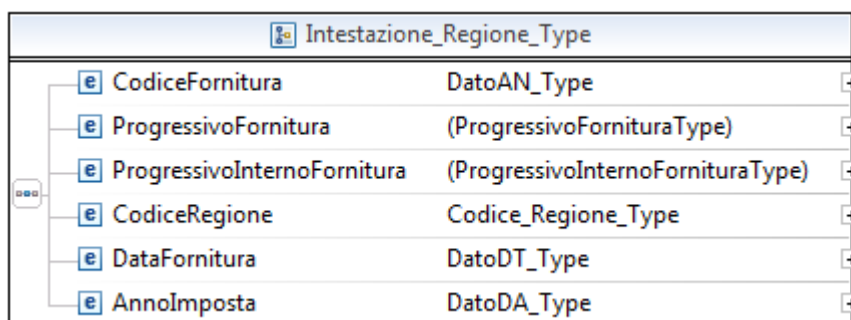 Intestazione_Regione_Type
e CodiceFornitura DatoAN_Type
e ProgressivoFornitura (ProgressivoFornituraType)
e ProgressivoInternoFornitura (ProgressivoInternoFornituraType)
e CodiceRegione Codice_Regione_Type
e DataFornitura DatoDT_Type
e AnnoImposta DatoDA_Type